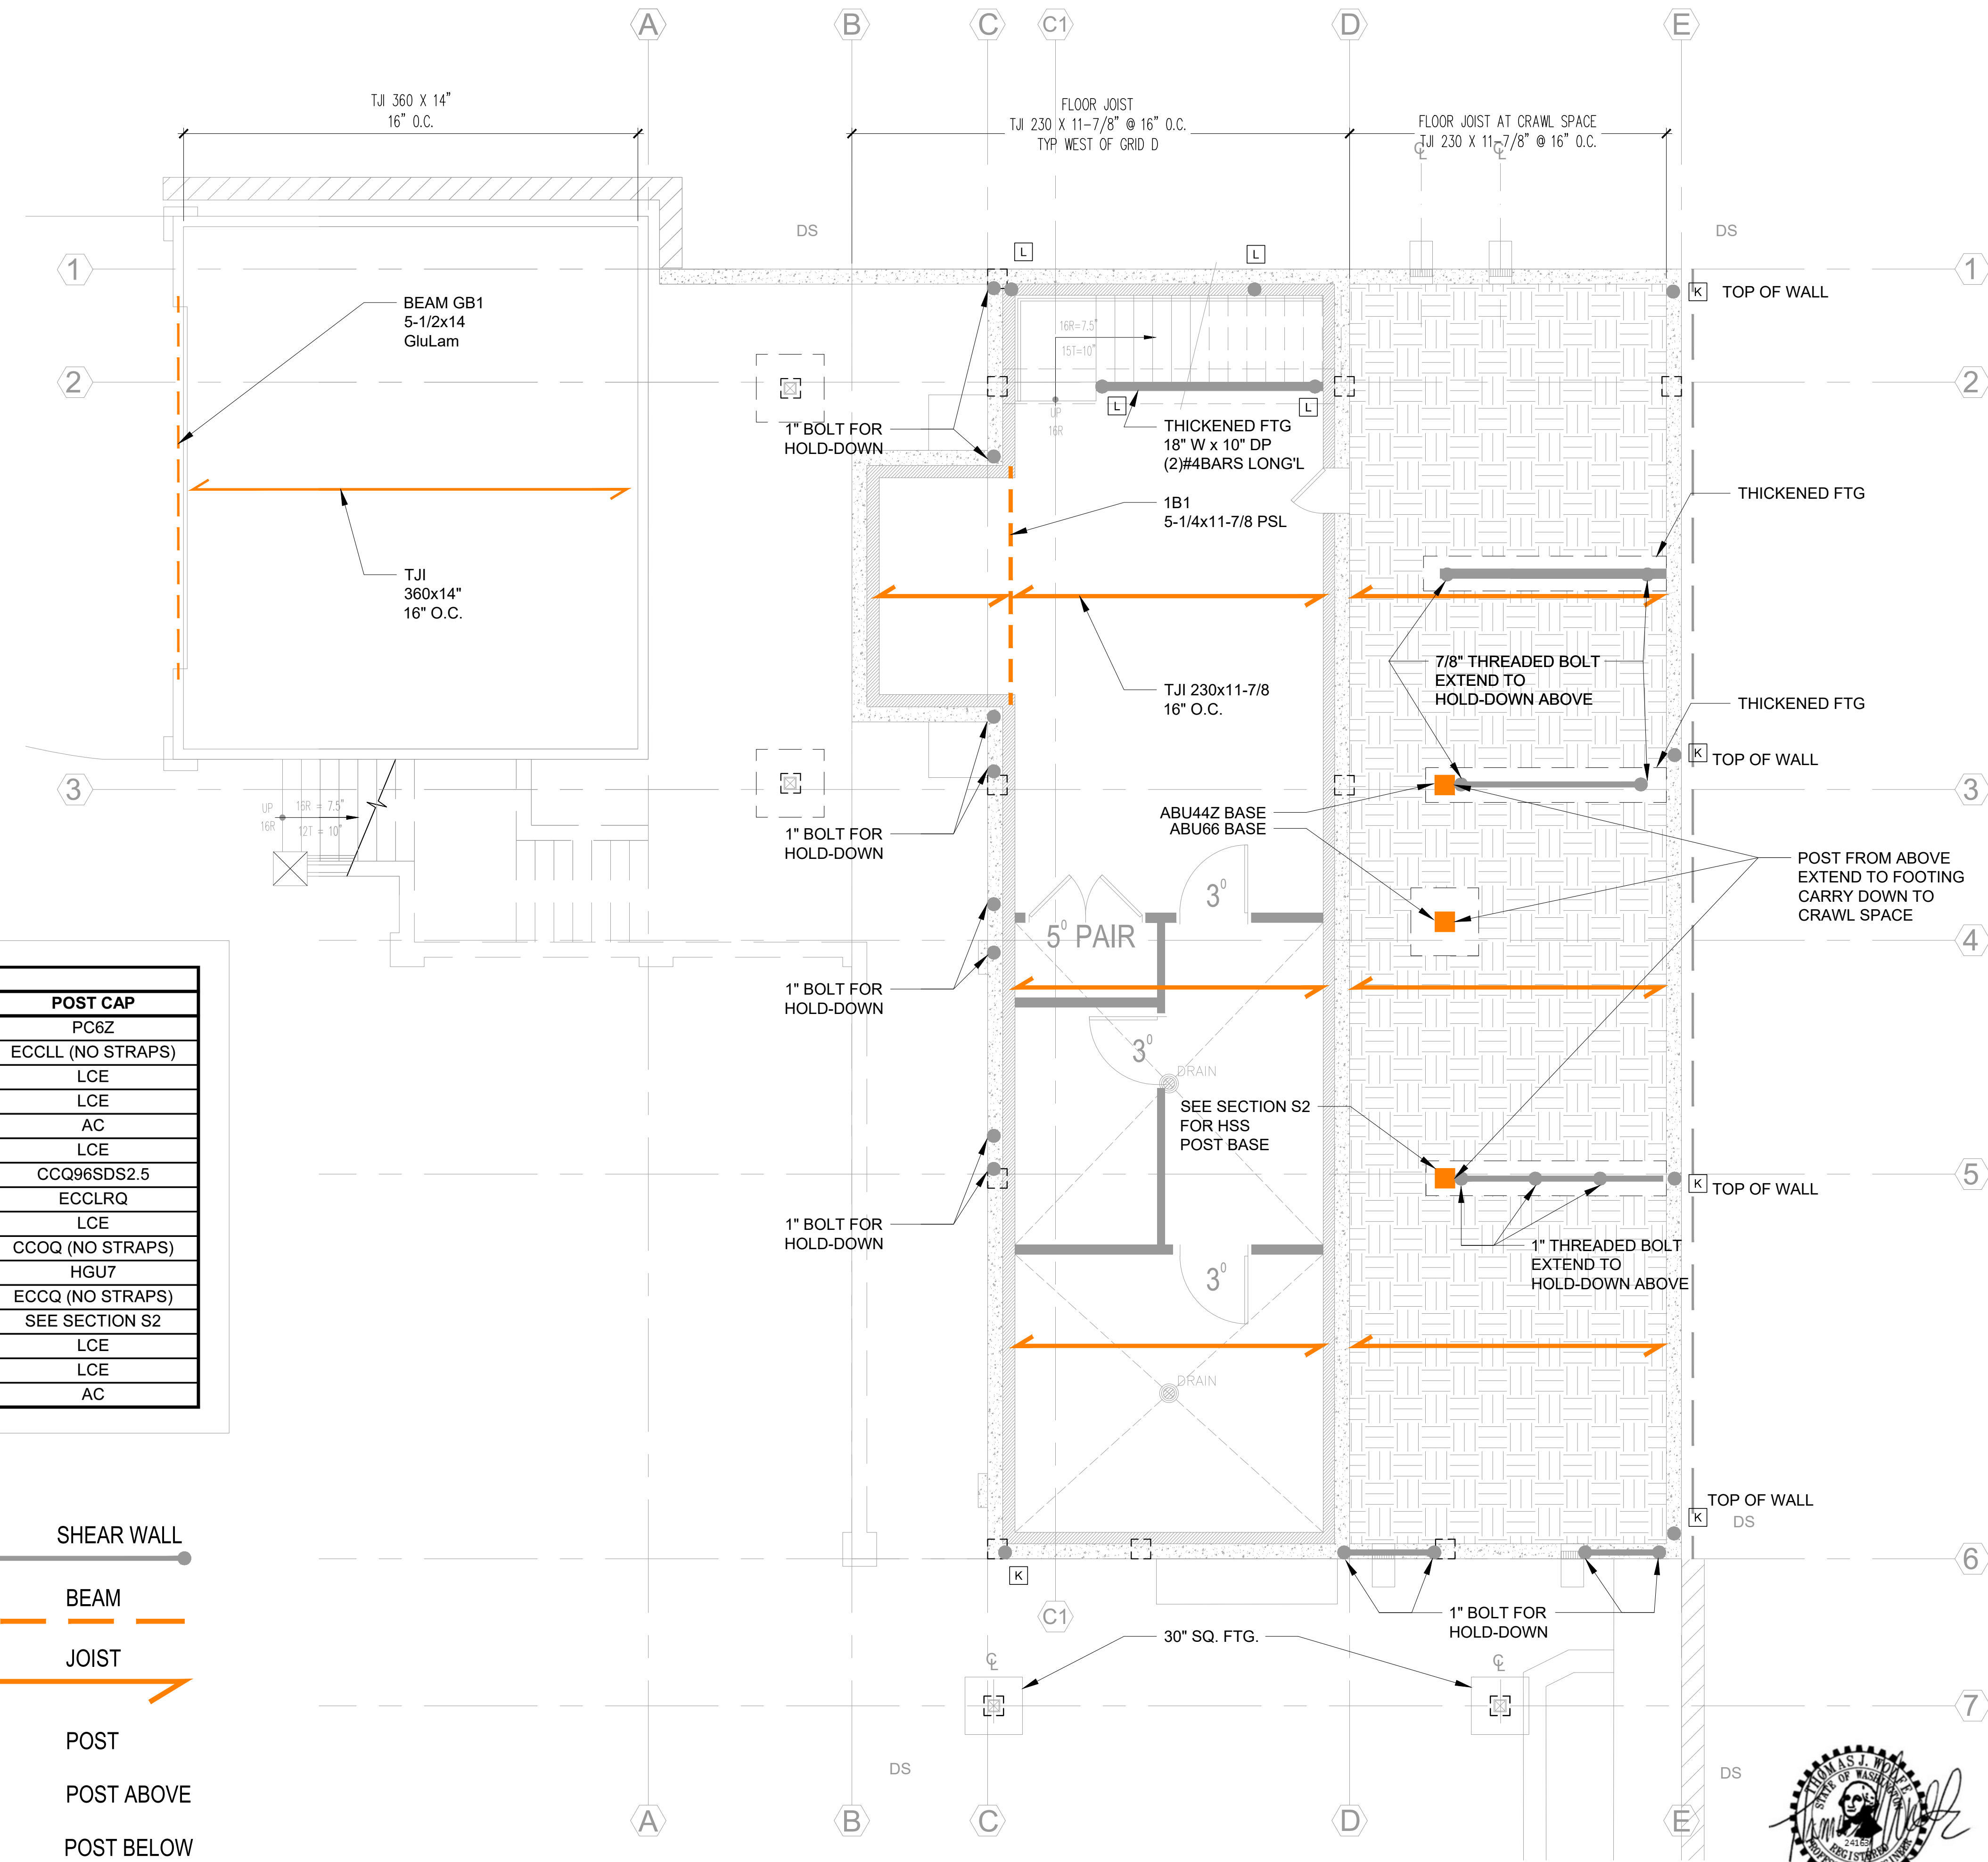 A
B
C
C1
D
E
TJI 360 X 14"
16" O.C.
FLOOR JOIST
TJI 230 X 11-7/8" @ 16" O.C.
TYP WEST OF GRID D
FLOOR JOIST AT CRAWL SPACE
TJI 230 X 11-7/8" @ 16" O.C.
℄
℄
DS
DS
1
1
L
L
K
TOP OF WALL
BEAM GB1
5-1/2x14
GluLam
16R=7.5"
15T=10"
2
2
L
L
UP
16R
1" BOLT FOR
HOLD-DOWN
THICKENED FTG
18" W x 10" DP
(2)#4BARS LONG'L
1B1
5-1/4x11-7/8 PSL
THICKENED FTG
TJI
360x14"
16" O.C.
7/8" THREADED BOLT
EXTEND TO
HOLD-DOWN ABOVE
TJI 230x11-7/8
16" O.C.
THICKENED FTG
K
TOP OF WALL
3
3
UP
16R
16R = 7.5"
12T = 10"
ABU44Z BASE
ABU66 BASE
1" BOLT FOR
HOLD-DOWN
POST FROM ABOVE
EXTEND TO FOOTING
CARRY DOWN TO
CRAWL SPACE
3⁰
5⁰ PAIR
4
1" BOLT FOR
HOLD-DOWN
3⁰
DRAIN
SEE SECTION S2
FOR HSS
POST BASE
5
K
TOP OF WALL
1" BOLT FOR
HOLD-DOWN
1" THREADED BOLT
EXTEND TO
HOLD-DOWN ABOVE
3⁰
DRAIN
POST CAP
PC6Z
ECCLL (NO STRAPS)
LCE
LCE
AC
LCE
CCQ96SDS2.5
ECCLRQ
LCE
CCOQ (NO STRAPS)
HGU7
ECCQ (NO STRAPS)
SEE SECTION S2
LCE
LCE
AC
TOP OF WALL
K
DS
6
K
C1
1" BOLT FOR
HOLD-DOWN
30" SQ. FTG.
℄
℄
7
SHEAR WALL
BEAM
JOIST
POST
POST ABOVE
POST BELOW
DS
DS
A
B
C
D
E
THOMAS J. WOLFE
STATE OF WASHINGTON
24163
REGISTERED